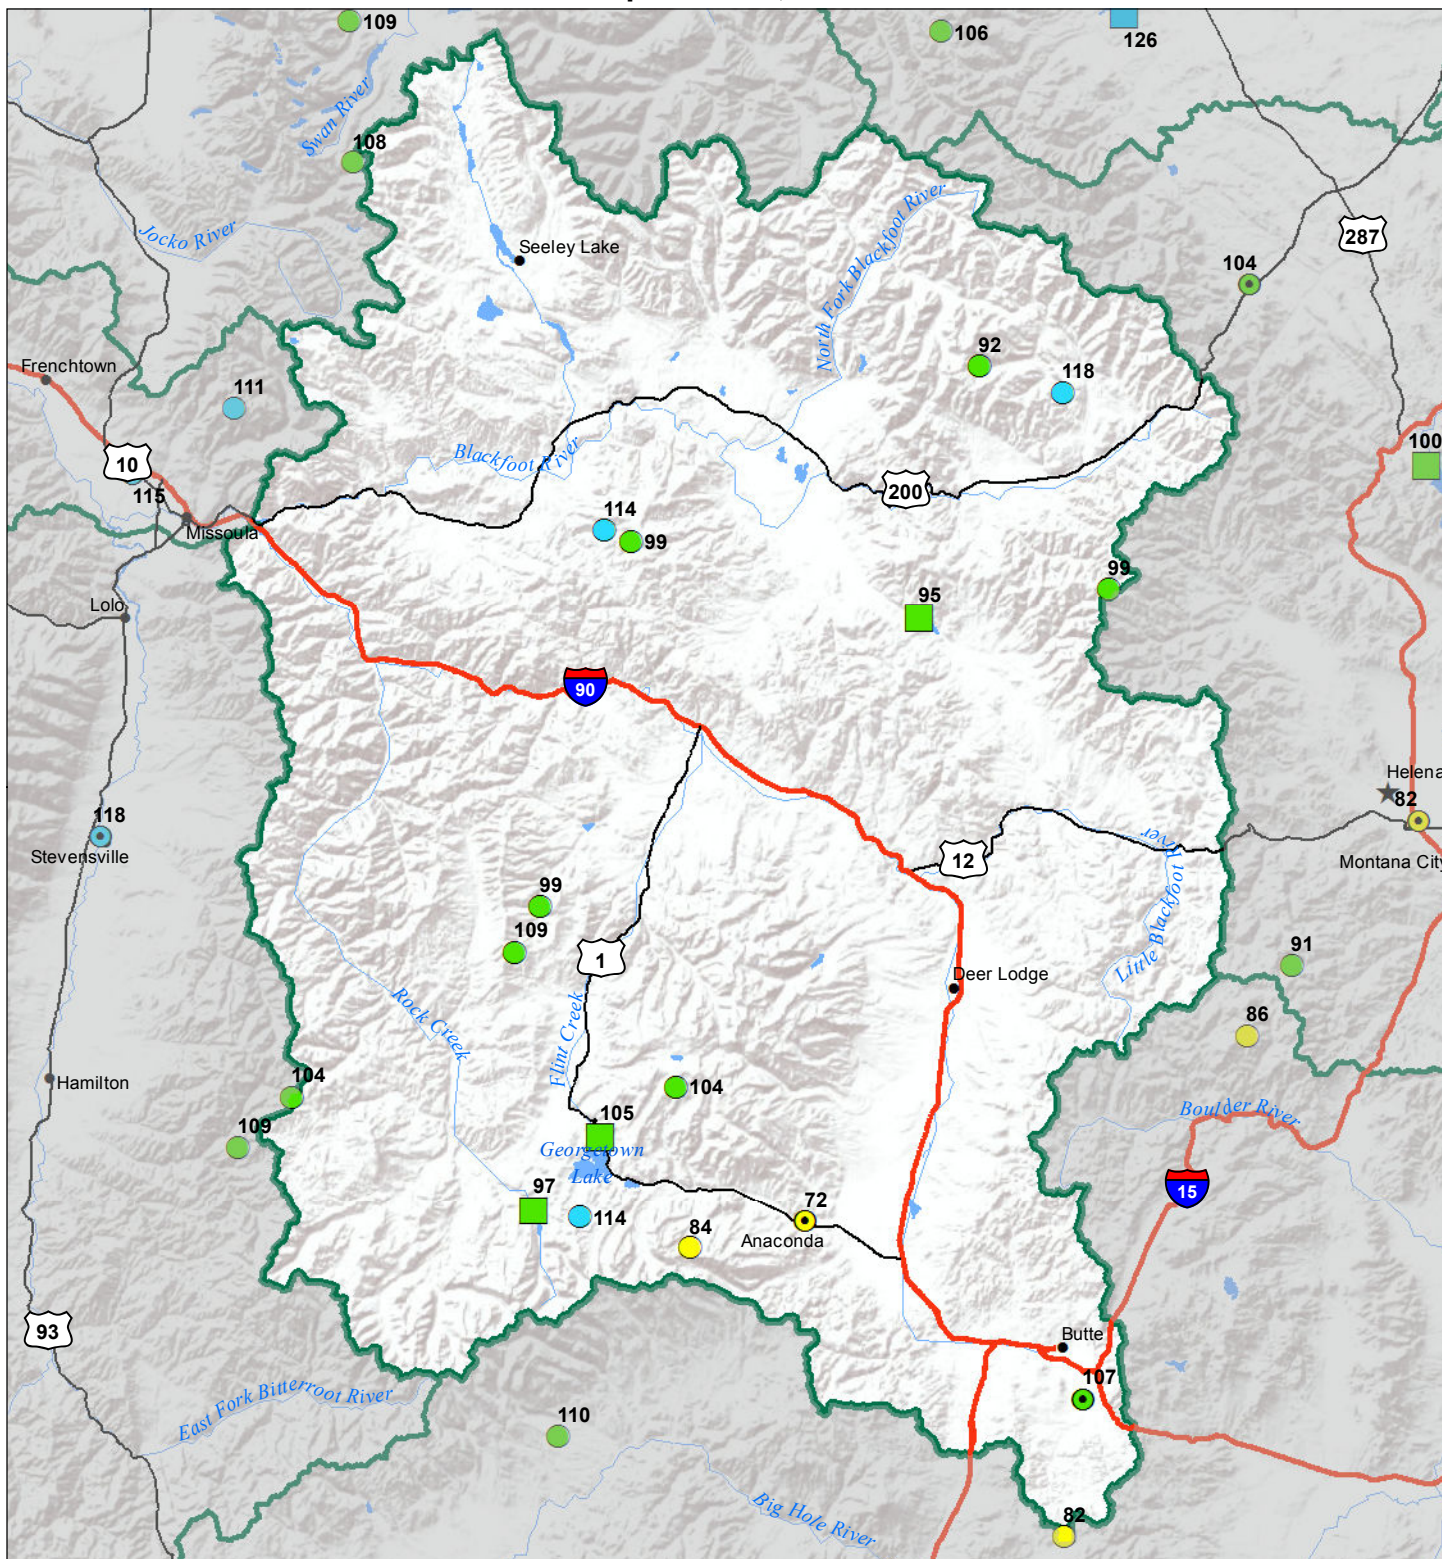 109
106
126
Swan River
108
Jocko River
North Fork Blackfoot River
287
Seeley Lake
104
92
118
Frenchtown
111
10
115
Blackfoot River
200
100
Missoula
114
99
99
95
Lolo
90
Helena
82
118
Stevensville
12
Montana City
Little Blackfoot River
99
109
1
91
Deer Lodge
Rock Creek
Flint Creek
86
Hamilton
104
104
Boulder River
105
109
Georgetown
Lake
97
114
15
72
84
Anaconda
93
Butte
107
East Fork Bitterroot River
110
Big Hole River
82